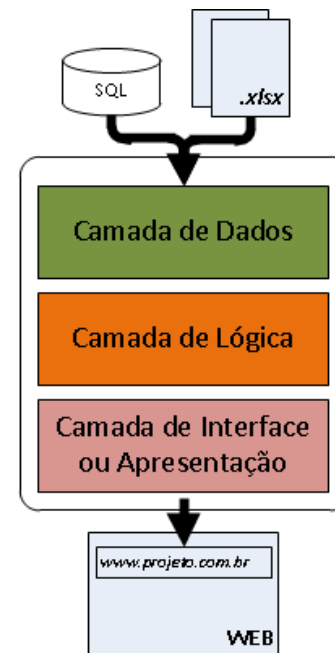 SQL
.xlsx
Camada de Dados
Camada de Lógica
Camada de Interface
ou Apresentação
www.projeto.com.br
WEB